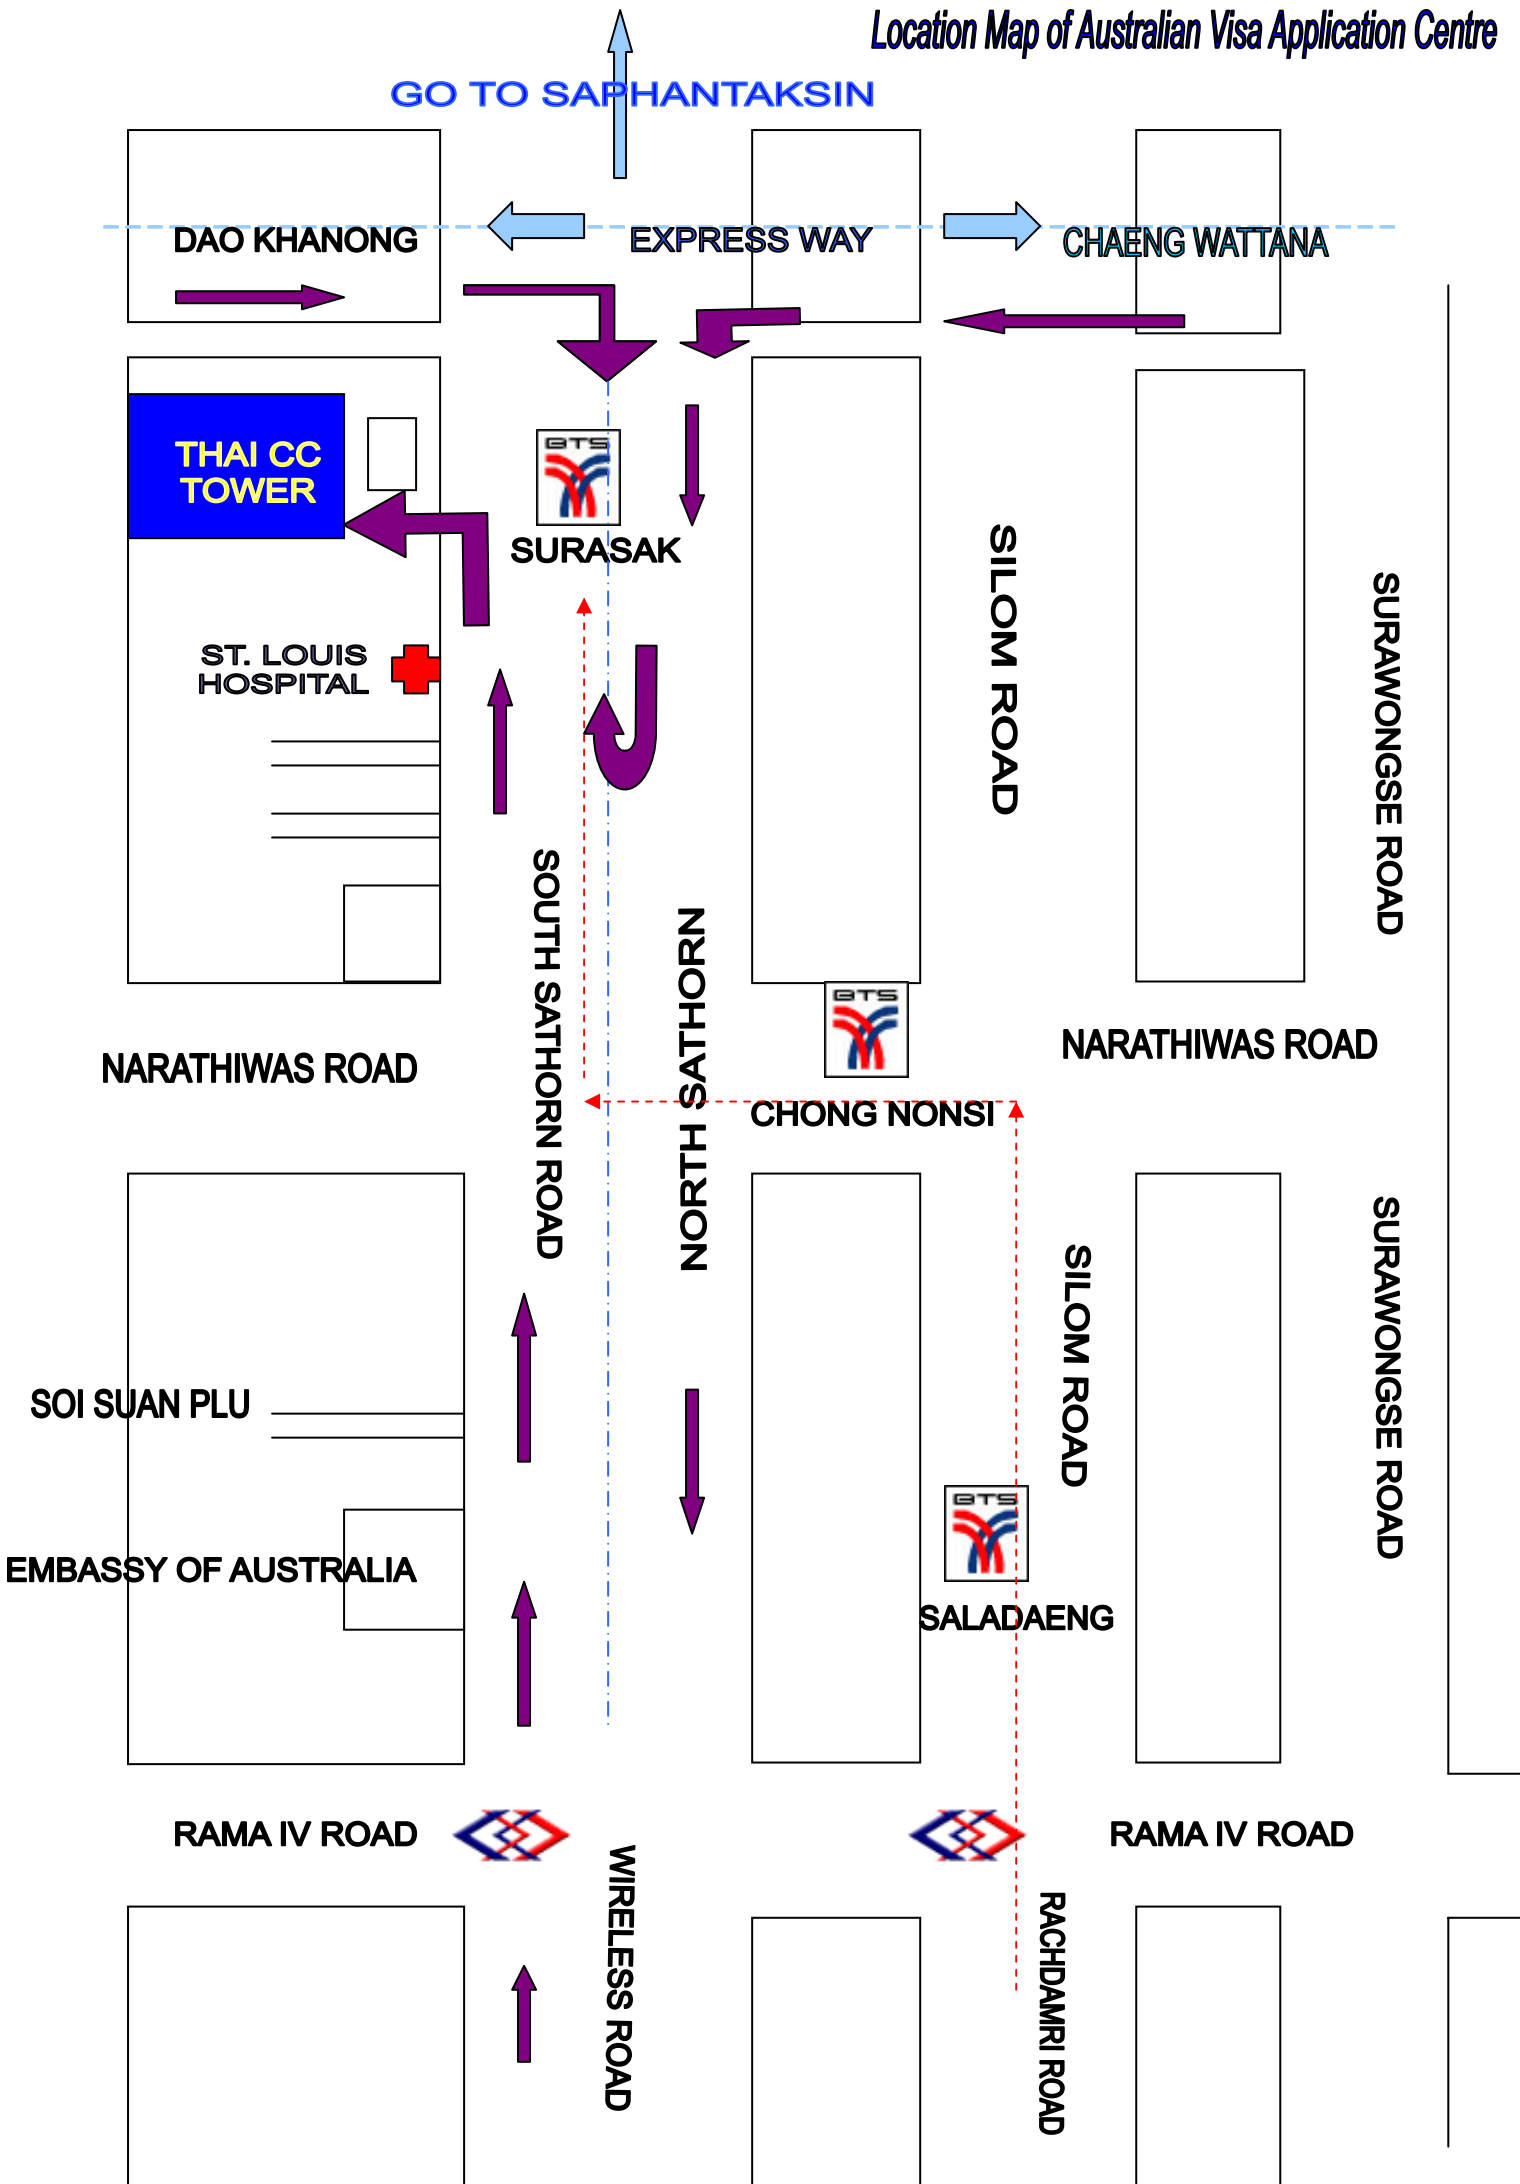 Location Map of Australian Visa Application Centre
GO TO SAPHANTAKSIN
DAO KHANONG
EXPRESS WAY
CHAENG WATTANA
THAI CC
TOWER
BTS
SURASAK
SILOM ROAD
SURAWONGSE ROAD
ST. LOUIS
HOSPITAL
SOUTH SATHORN ROAD
NORTH SATHORN
BTS
NARATHIWAS ROAD
NARATHIWAS ROAD
CHONG NONSI
SILOM ROAD
SURAWONGSE ROAD
SOI SUAN PLU
BTS
EMBASSY OF AUSTRALIA
SALADAENG
RAMA IV ROAD
RAMA IV ROAD
WIRELESS ROAD
RACHDAMRI ROAD